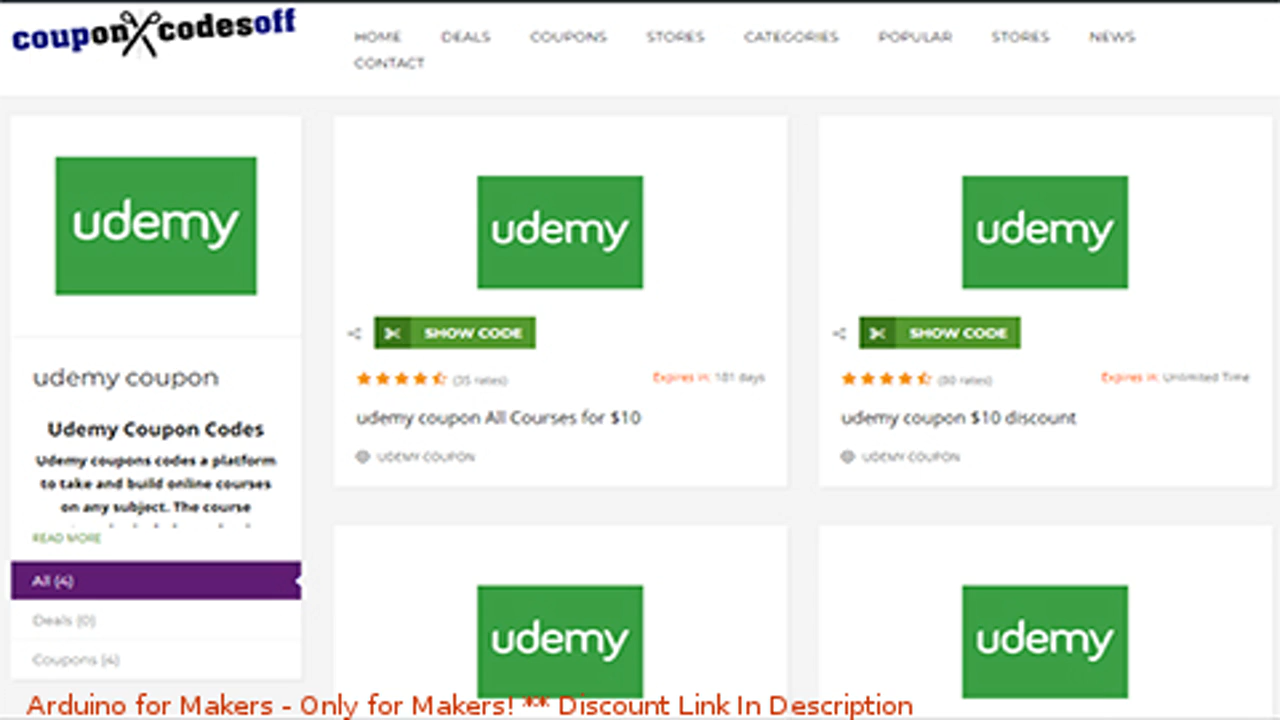 couponcodesoff
HOME DEALS COUPONS STORES CATEGORIES POPULAR STORES NEWS
CONTACT
udemy
udemy coupon
Udemy Coupon Codes
Udemy coupons codes a platform
to take and build online courses
on any subject. The course
READ MORE
All (4)
Deals (0)
Coupons (4)
udemy
SHOW CODE
(35 rates) Expires in: 181 days
udemy coupon All Courses for $10
UDEMY COUPON
udemy
SHOW CODE
Expires in: Unlimited Time
udemy coupon $10 discount
UDEMY COUPON
udemy
udemy
Arduino for Makers - Only for Makers! ** Discount Link In Description